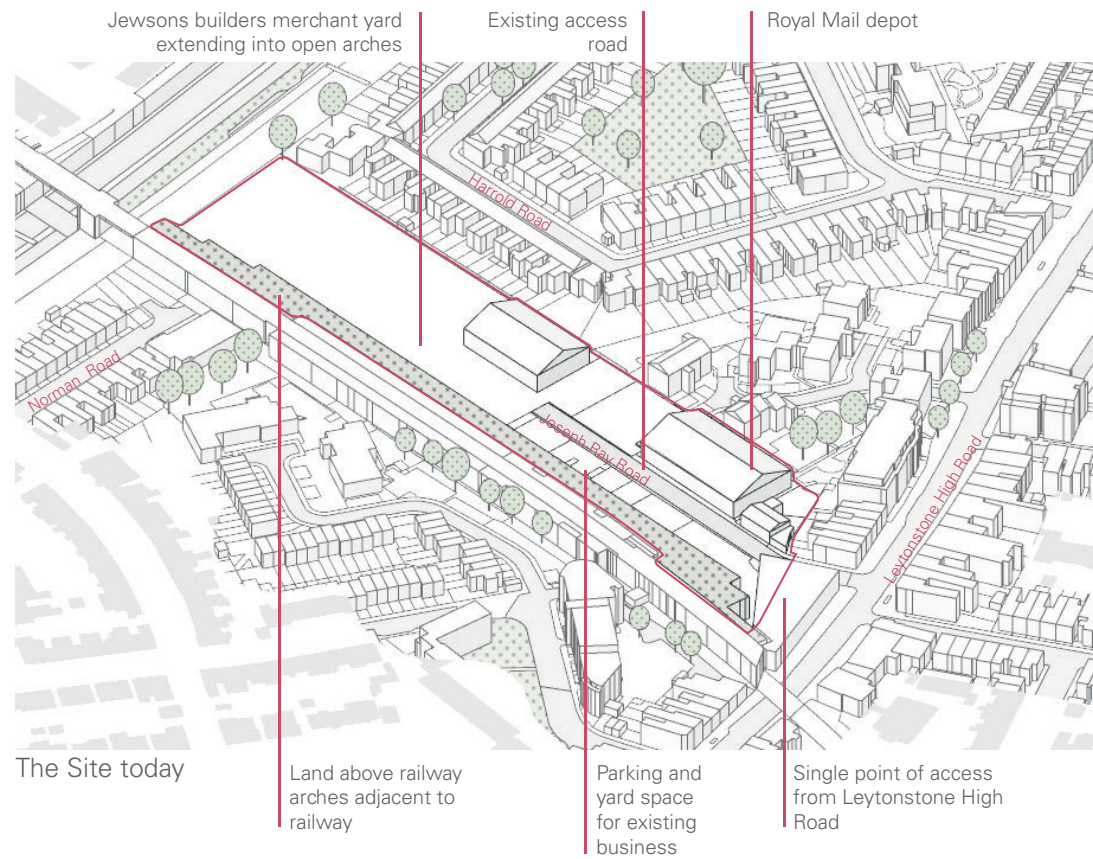 Jewsons builders merchant yard
extending into open arches
Existing access
road
Royal Mail depot
Harrold Road
Norman Road
Joseph Ray Road
Leytonstone High Road
The Site today
Land above railway
arches adjacent to
railway
Parking and
yard space
for existing
business
Single point of access
from Leytonstone High
Road